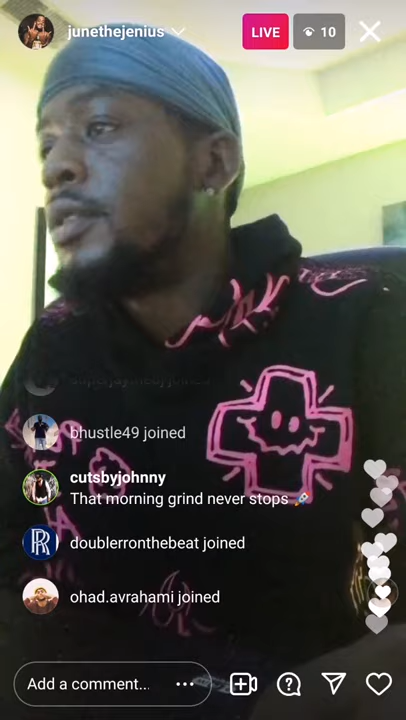 junethejenius
LIVE
10
bhustle49 joined
cutsbyjohnny
That morning grind never stops 🚀
doublerronthebeat joined
ohad.avrahami joined
Add a comment...